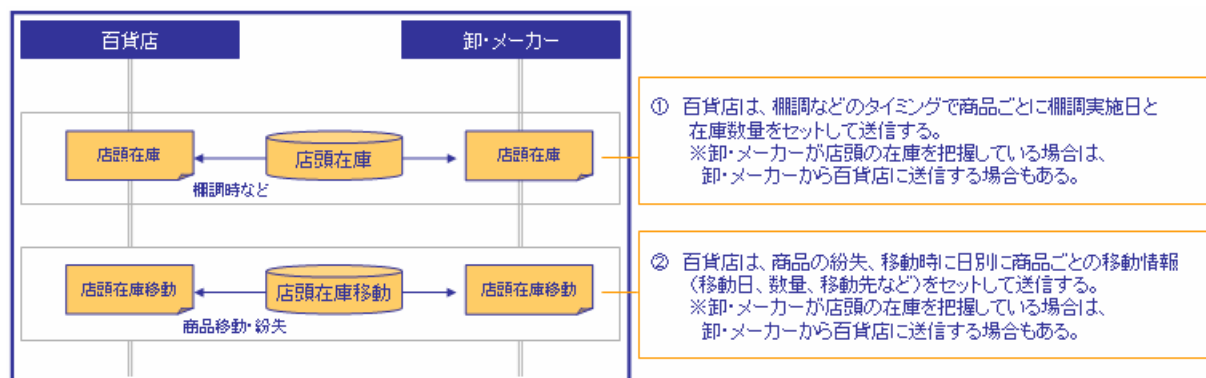 百貨店
卸・メーカー
店頭在庫
店頭在庫
店頭在庫
棚調時など
① 百貨店は、棚調などのタイミングで商品ごとに棚調実施日と
在庫数量をセットして送信する。
※卸・メーカーが店頭の在庫を把握している場合は、
卸・メーカーから百貨店に送信する場合もある。
店頭在庫移動
店頭在庫移動
店頭在庫移動
商品移動・紛失
② 百貨店は、商品の紛失、移動時に日別に商品ごとの移動情報
(移動日、数量、移動先など)をセットして送信する。
※卸・メーカーが店頭の在庫を把握している場合は、
卸・メーカーから百貨店に送信する場合もある。